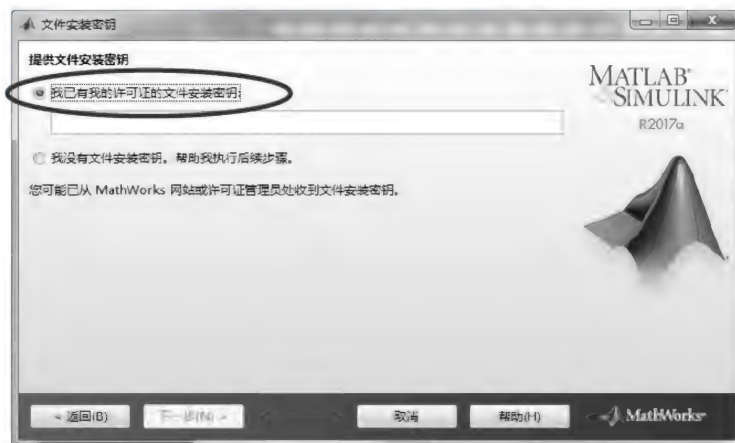 文件安装密钥
提供文件安装密钥
我已有我的许可证的文件安装密钥:
我没有文件安装密钥。帮助我执行后续步骤。
您可能已从 MathWorks 网站或许可证管理员处收到文件安装密钥。
MATLAB®
SIMULINK®
R2017a
< 返回(B)
下一步(N) >
取消
帮助(H)
MathWorks®